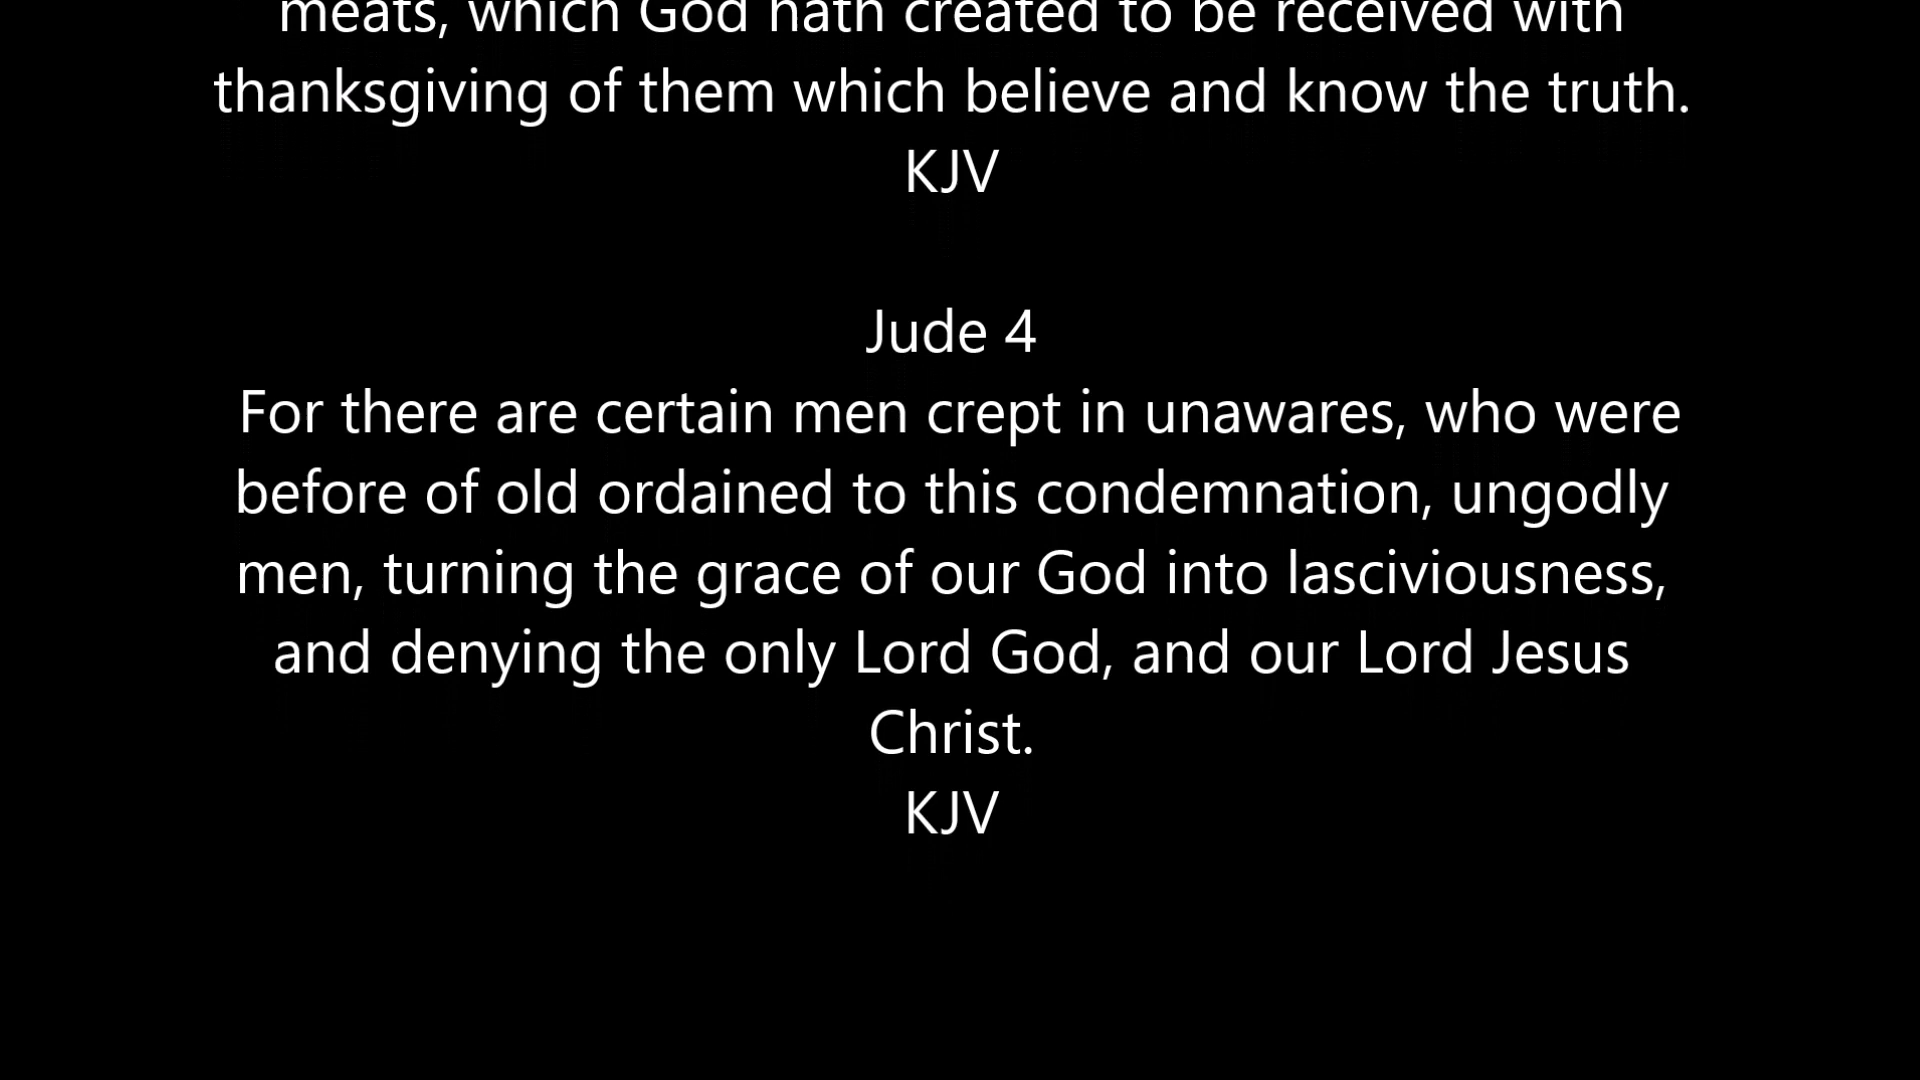 meats, which God hath created to be received with
thanksgiving of them which believe and know the truth.
KJV
Jude 4
For there are certain men crept in unawares, who were
before of old ordained to this condemnation, ungodly
men, turning the grace of our God into lasciviousness,
and denying the only Lord God, and our Lord Jesus
Christ.
KJV